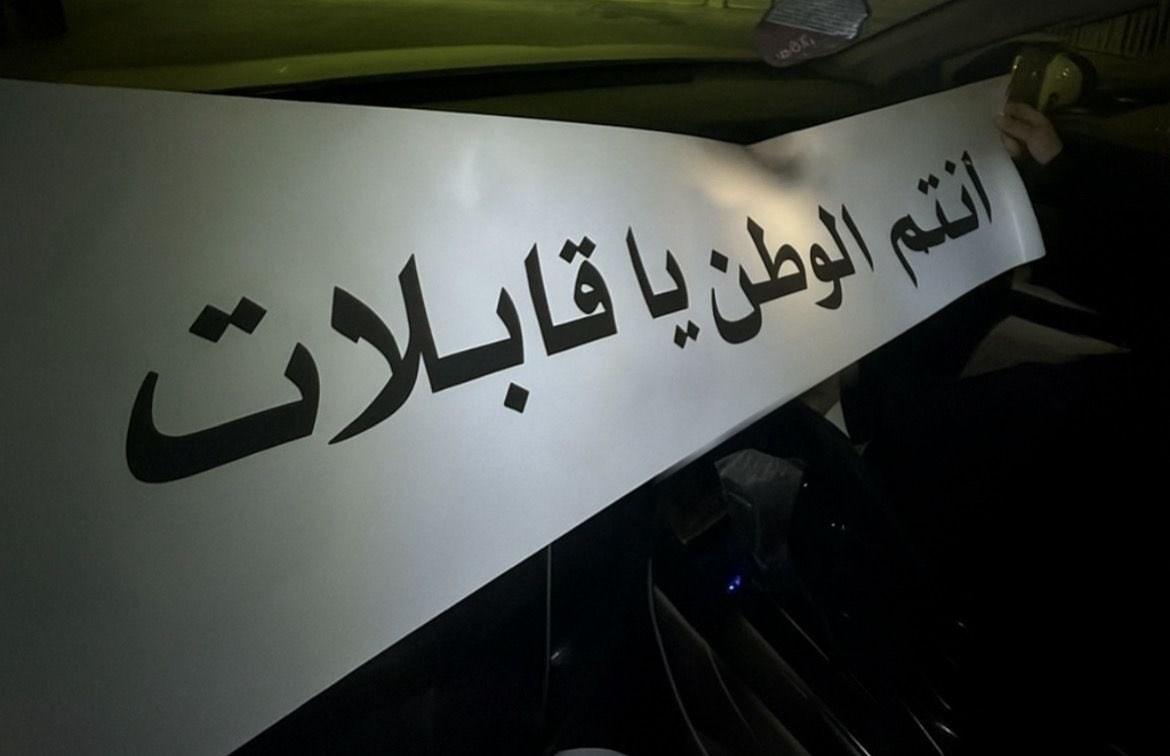 أنتم الوطن يا قابلات